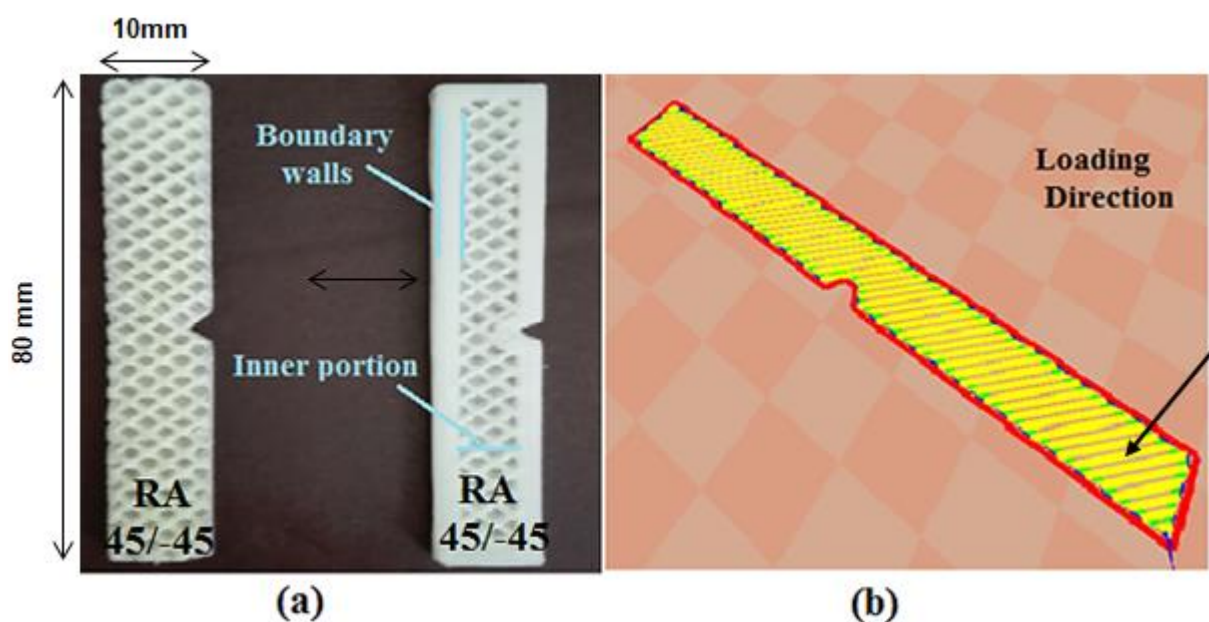 10mm
80 mm
Boundary
walls
Inner portion
RA
45/-45
RA
45/-45
(a)
Loading
Direction
(b)